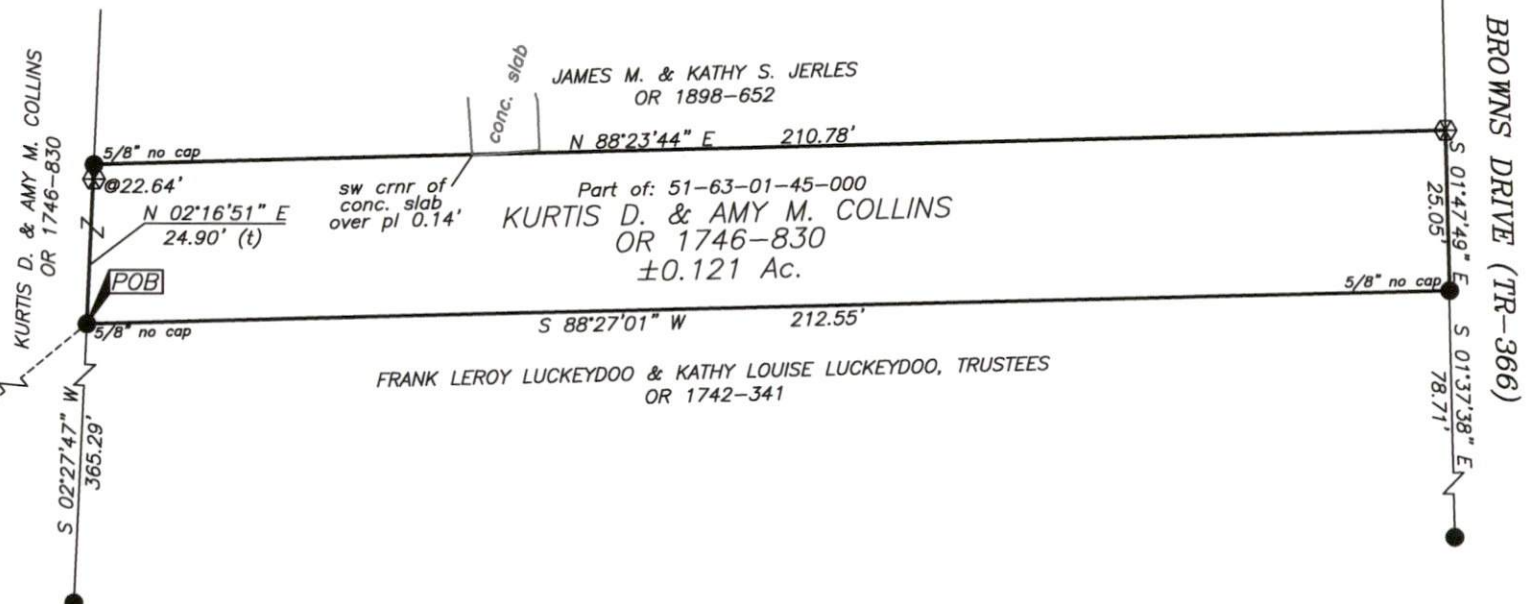 KURTIS D. & AMY M. COLLINS
OR 1746-830
conc. slab
JAMES M. & KATHY S. JERLES
OR 1898-652
BROWNS DRIVE (TR-366)
5/8" no cap
N 88°23'44" E 210.78'
@22.64'
N 02°16'51" E
24.90' (t)
sw crnr of
conc. slab
over pl 0.14'
Part of: 51-63-01-45-000
KURTIS D. & AMY M. COLLINS
OR 1746-830
±0.121 Ac.
S 01°47'49" E
25.05'
POB
5/8" no cap
5/8" no cap
S 88°27'01" W 212.55'
FRANK LEROY LUCKEYDOO & KATHY LOUISE LUCKEYDOO, TRUSTEES
OR 1742-341
S 02°27'47" W
365.29'
S 01°37'38" E
78.71'